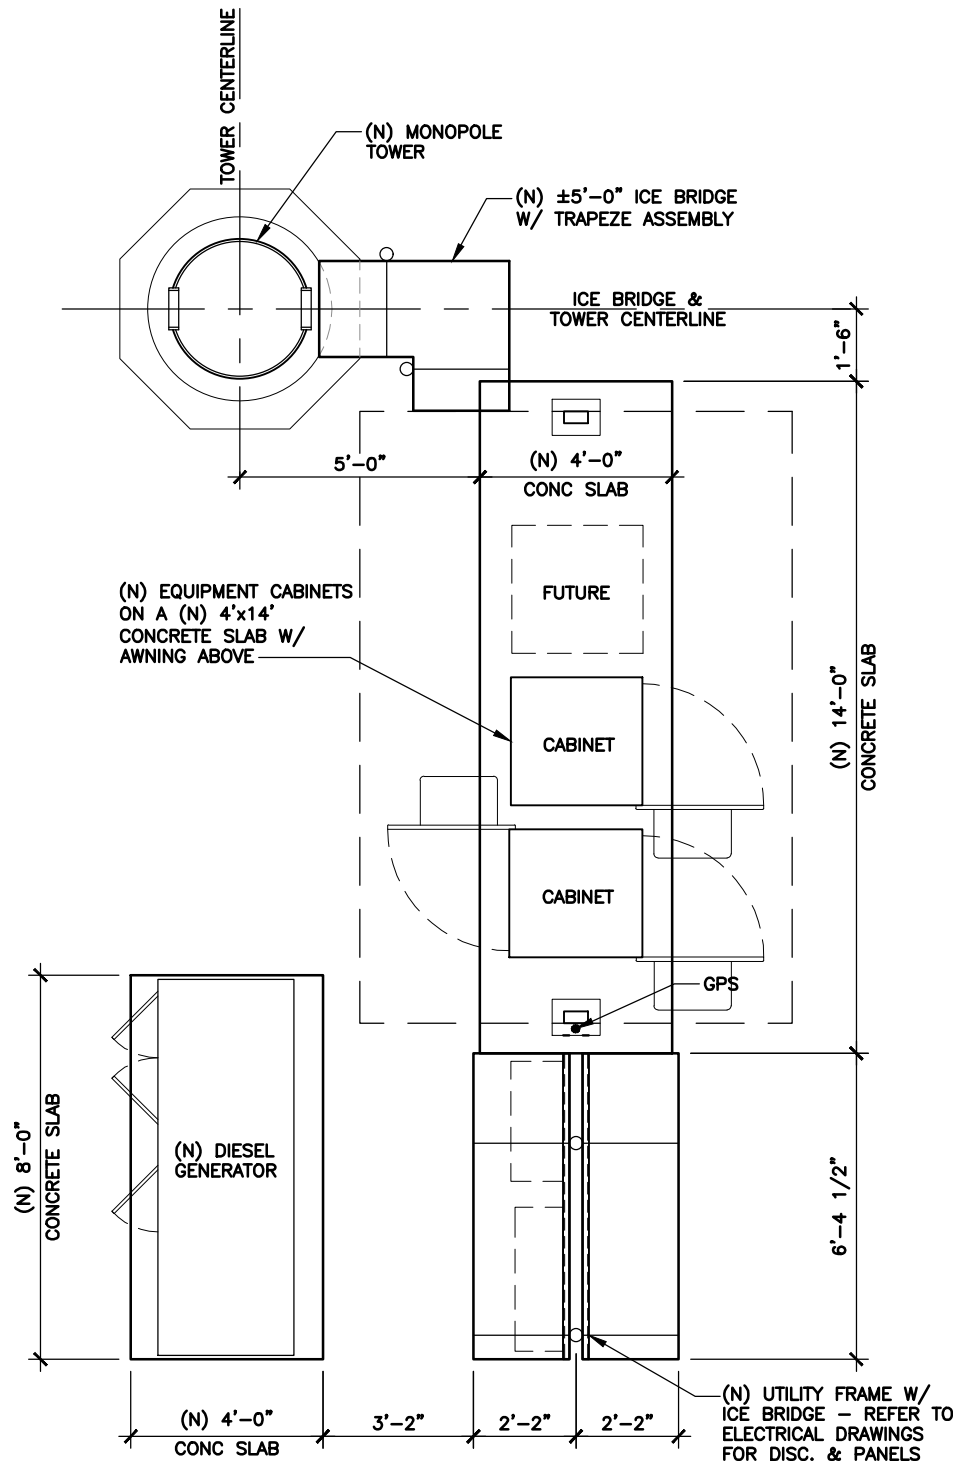 TOWER CENTERLINE
(N) MONOPOLE
TOWER
(N) ±5'-0" ICE BRIDGE
W/ TRAPEZE ASSEMBLY
ICE BRIDGE &
TOWER CENTERLINE
1'-6"
5'-0"
(N) 4'-0"
CONC SLAB
(N) EQUIPMENT CABINETS
ON A (N) 4'x14'
CONCRETE SLAB W/
AWNING ABOVE
FUTURE
CABINET
(N) 14'-0"
CONCRETE SLAB
CABINET
GPS
(N) 8'-0"
CONCRETE SLAB
(N) DIESEL
GENERATOR
6'-4 1/2"
(N) 4'-0"
CONC SLAB
3'-2"
2'-2"
2'-2"
(N) UTILITY FRAME W/
ICE BRIDGE - REFER TO
ELECTRICAL DRAWINGS
FOR DISC. & PANELS